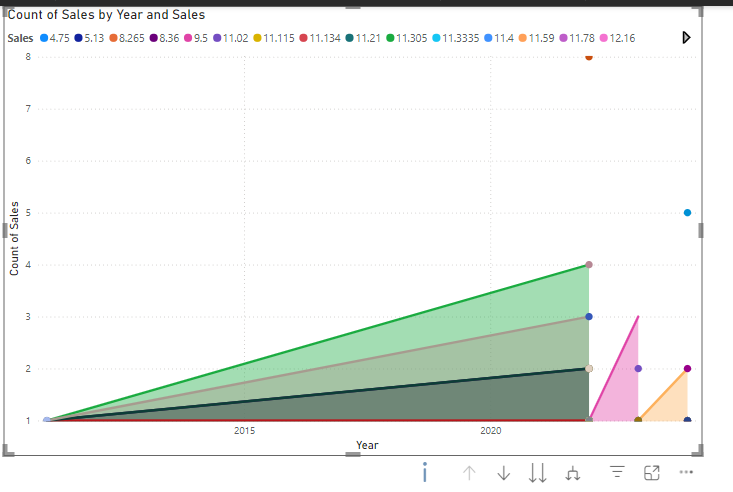 Count of Sales by Year and Sales
Sales 4.75 5.13 8.265 8.36 9.5 11.02 11.115 11.134 11.21 11.305 11.3335 11.4 11.59 11.78 12.16
8
7
6
5
4
3
2
1
Count of Sales
2015 2020
Year